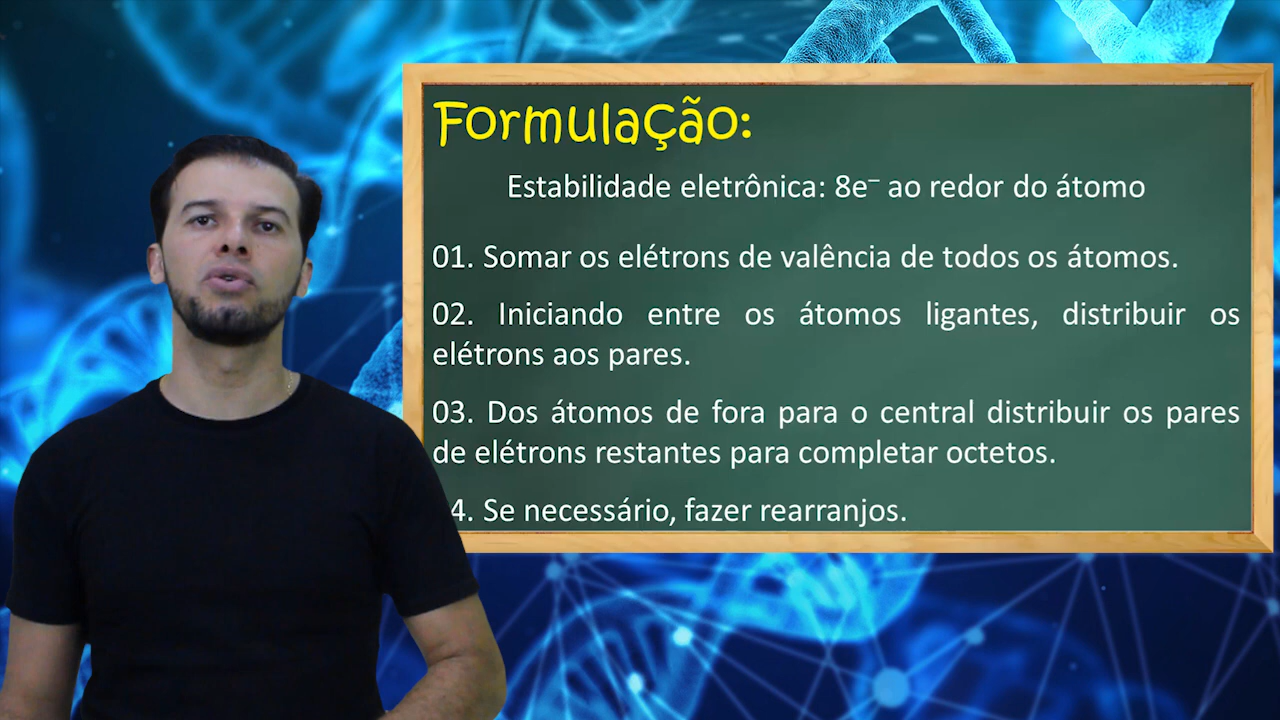 Formulação:
Estabilidade eletrônica: 8e⁻ ao redor do átomo
01. Somar os elétrons de valência de todos os átomos.
02. Iniciando entre os átomos ligantes, distribuir os
elétrons aos pares.
03. Dos átomos de fora para o central distribuir os pares
de elétrons restantes para completar octetos.
4. Se necessário, fazer rearranjos.